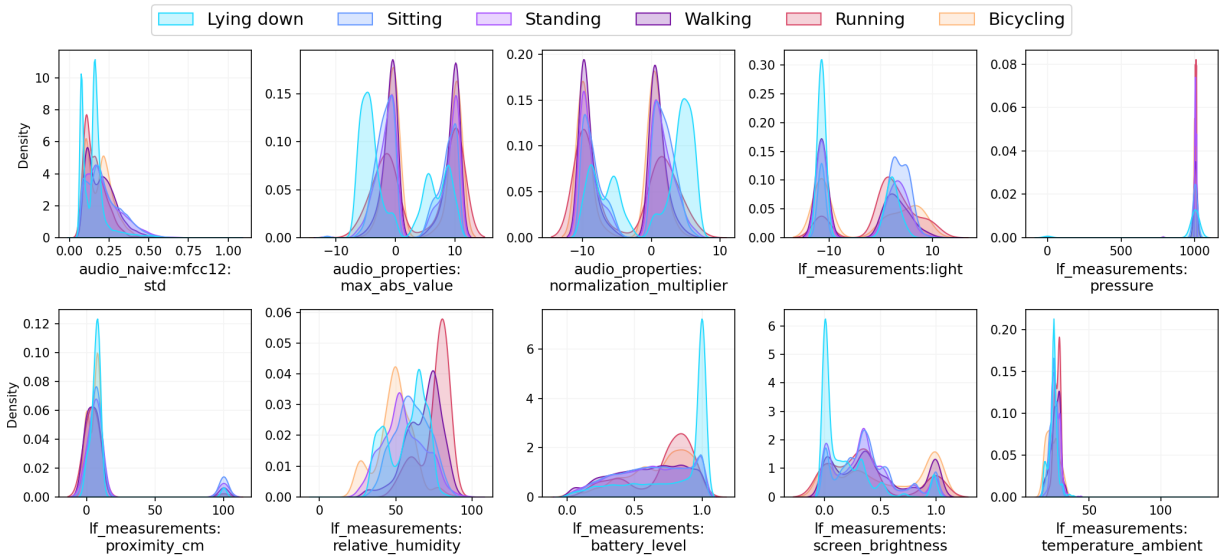 Lying down Sitting Standing Walking Running Bicycling
Density
10
8
6
4
2
0
0.00 0.25 0.50 0.75 1.00
audio_naive:mfcc12:
std
0.15
0.10
0.05
0.00
−10 0 10
audio_properties:
max_abs_value
0.20
0.15
0.10
0.05
0.00
−10 0 10
audio_properties:
normalization_multiplier
0.30
0.25
0.20
0.15
0.10
0.05
0.00
−10 0 10
lf_measurements:light
0.08
0.06
0.04
0.02
0.00
0 500 1000
lf_measurements:
pressure
Density
0.12
0.10
0.08
0.06
0.04
0.02
0.00
0 50 100
lf_measurements:
proximity_cm
0.06
0.05
0.04
0.03
0.02
0.01
0.00
0 50 100
lf_measurements:
relative_humidity
6
4
2
0
0.0 0.5 1.0
lf_measurements:
battery_level
6
5
4
3
2
1
0
0.0 0.5 1.0
lf_measurements:
screen_brightness
0.20
0.15
0.10
0.05
0.00
50 100
lf_measurements:
temperature_ambient